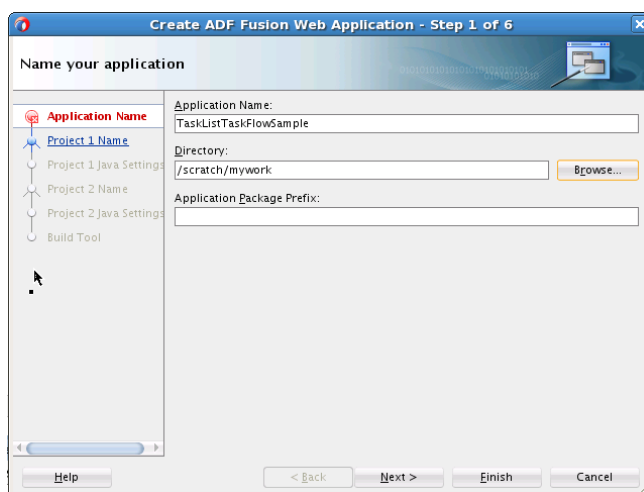 Create ADF Fusion Web Application - Step 1 of 6
Name your application
Application Name
Project 1 Name
Project 1 Java Settings
Project 2 Name
Project 2 Java Settings
Build Tool
Application Name:
TaskListTaskFlowSample
Directory:
/scratch/mywork
Browse...
Application Package Prefix:
Help
< Back
Next >
Finish
Cancel